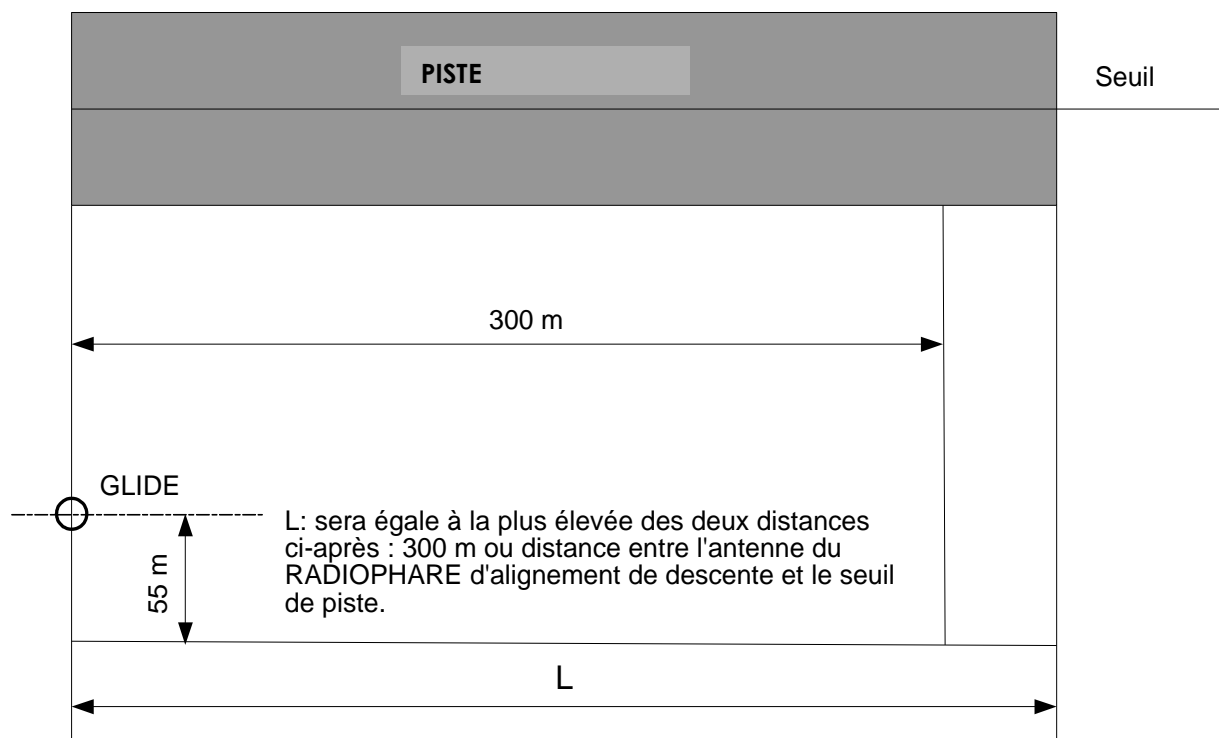 PISTE
Seuil
300 m
GLIDE
L: sera égale à la plus élevée des deux distances
ci-après : 300 m ou distance entre l'antenne du
RADIOPHARE d'alignement de descente et le seuil
de piste.
55 m
L